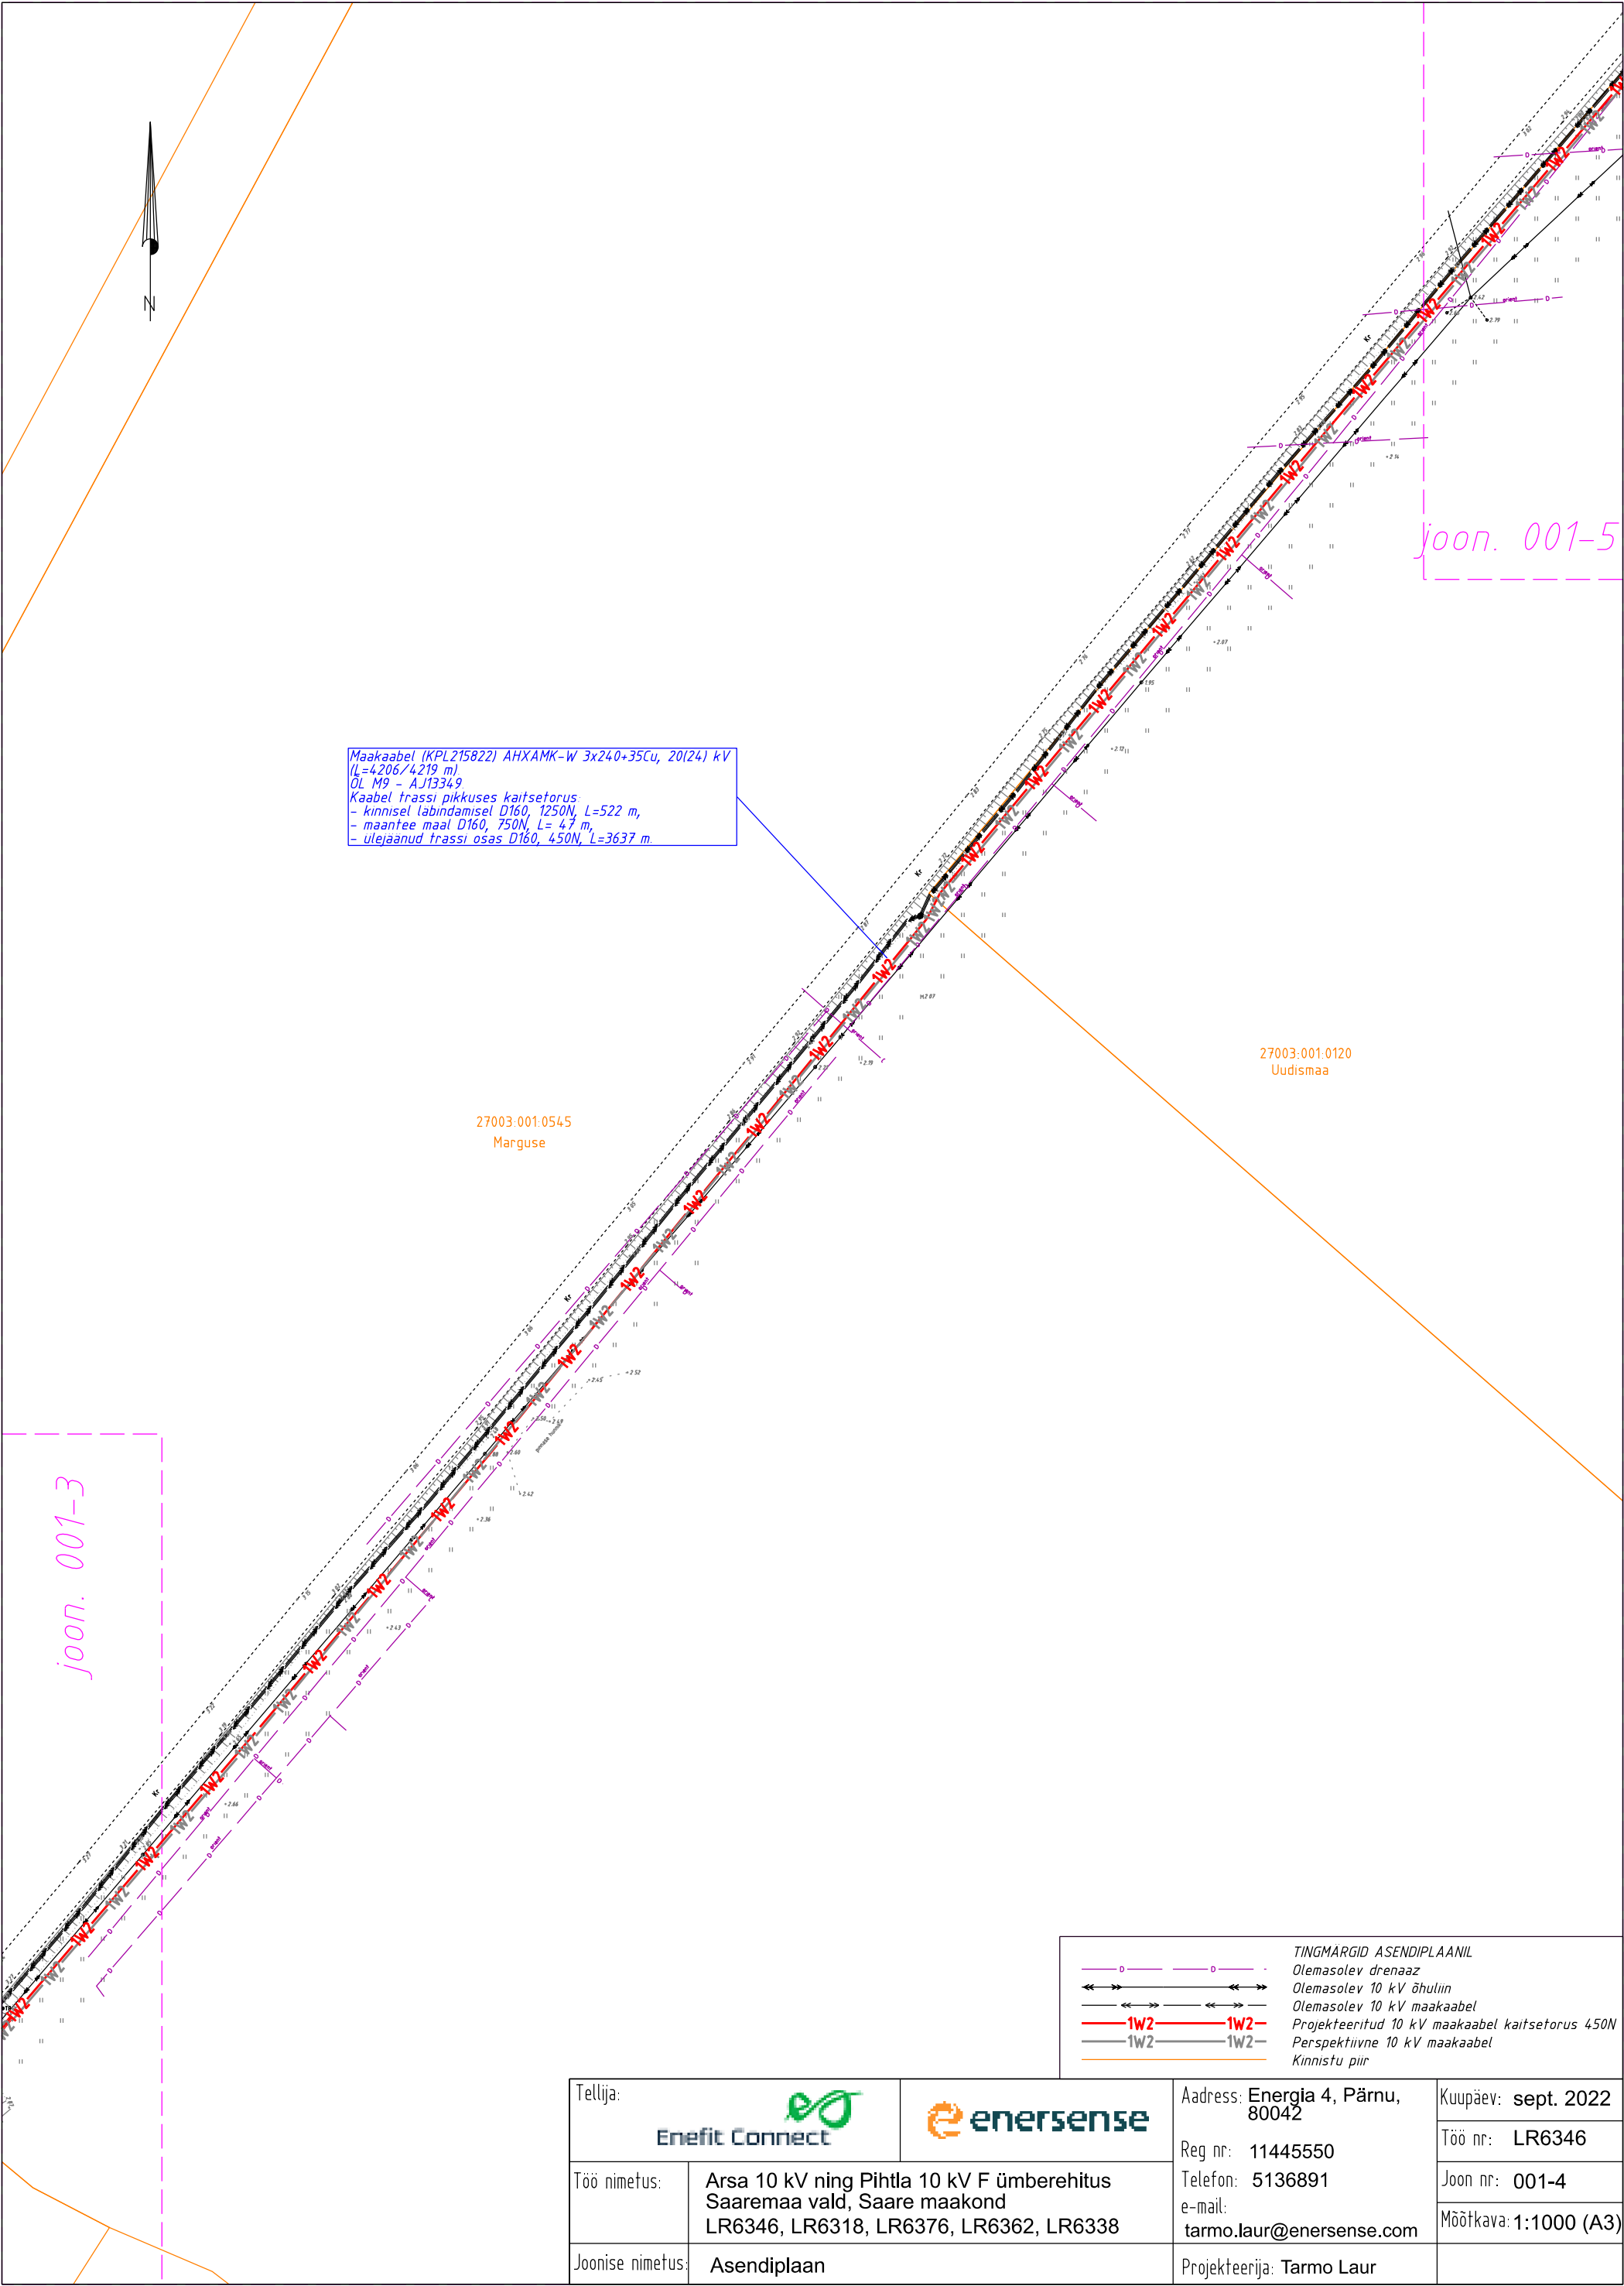 joon. 001-5
Maakaabel (KPL215822) AHXAMK-W 3x240+35Cu, 20(24) kV
(L=4206/4219 m)
ÕL M9 - AJ13349
Kaabel trassi pikkuses kaitsetorus:
- kinnisel läbindamisel D160, 1250N, L=522 m,
- maantee maal D160, 750N, L= 47 m,
- ülejäänud trassi osas D160, 450N, L=3637 m.
N
Kr
1W2
27003:001:0120
Uudismaa
27003:001:0545
Marguse
joon. 001-3
TINGMÄRGID ASENDIPLAANIL
D D Olemasolev drenaaz
Olemasolev 10 kV õhuliin
Olemasolev 10 kV maakaabel
1W2 1W2 Projekteeritud 10 kV maakaabel kaitsetorus 450N
1W2 1W2 Perspektiivne 10 kV maakaabel
Kinnistu piir
Tellija:
Enefit Connect
enersense
Aadress: Energia 4, Pärnu,
80042
Reg nr: 11445550
Telefon: 5136891
e-mail:
tarmo.laur@enersense.com
Kuupäev: sept. 2022
Töö nr: LR6346
Joon nr: 001-4
Mõõtkava: 1:1000 (A3)
Töö nimetus:
Arsa 10 kV ning Pihtla 10 kV F ümberehitus
Saaremaa vald, Saare maakond
LR6346, LR6318, LR6376, LR6362, LR6338
Joonise nimetus: Asendiplaan
Projekteerija: Tarmo Laur